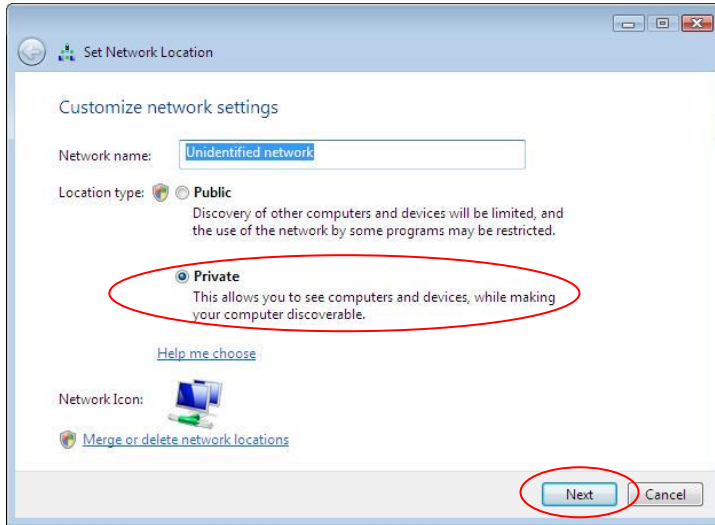 Set Network Location
Customize network settings
Network name: Unidentified network
Location type: Public
Discovery of other computers and devices will be limited, and
the use of the network by some programs may be restricted.
Private
This allows you to see computers and devices, while making
your computer discoverable.
Help me choose
Network Icon:
Merge or delete network locations
Next Cancel